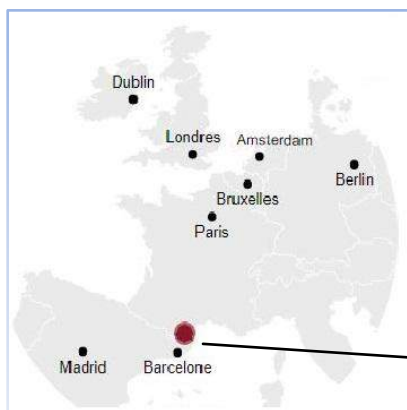 Dublin
Londres
Amsterdam
Berlin
Bruxelles
Paris
Madrid
Barcelone